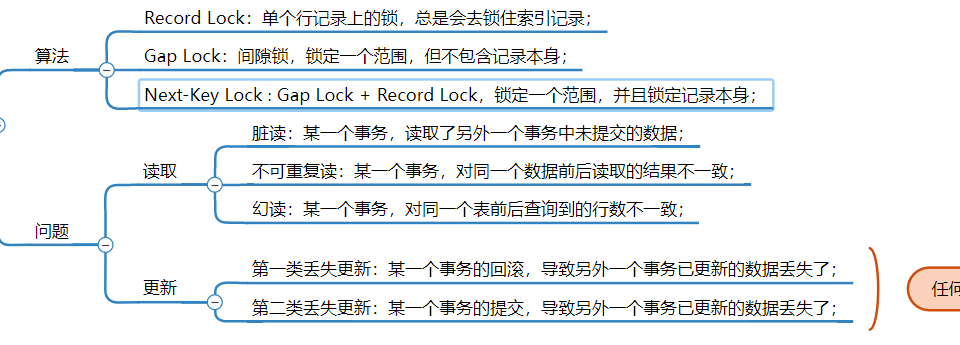 Record Lock：单个行记录上的锁，总是会去锁住索引记录；
算法
Gap Lock：间隙锁，锁定一个范围，但不包含记录本身；
Next-Key Lock : Gap Lock + Record Lock，锁定一个范围，并且锁定记录本身；
脏读：某一个事务，读取了另外一个事务中未提交的数据；
读取
不可重复读：某一个事务，对同一个数据前后读取的结果不一致；
幻读：某一个事务，对同一个表前后查询到的行数不一致；
问题
第一类丢失更新：某一个事务的回滚，导致另外一个事务已更新的数据丢失了；
更新
任何
第二类丢失更新：某一个事务的提交，导致另外一个事务已更新的数据丢失了；